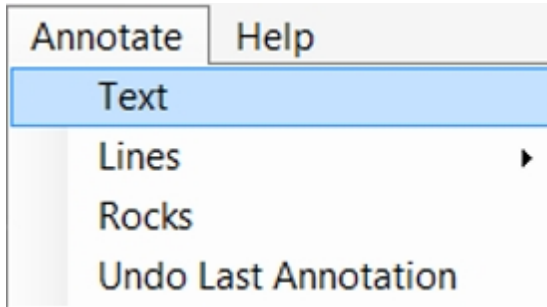 Annotate Help
Text
Lines
Rocks
Undo Last Annotation